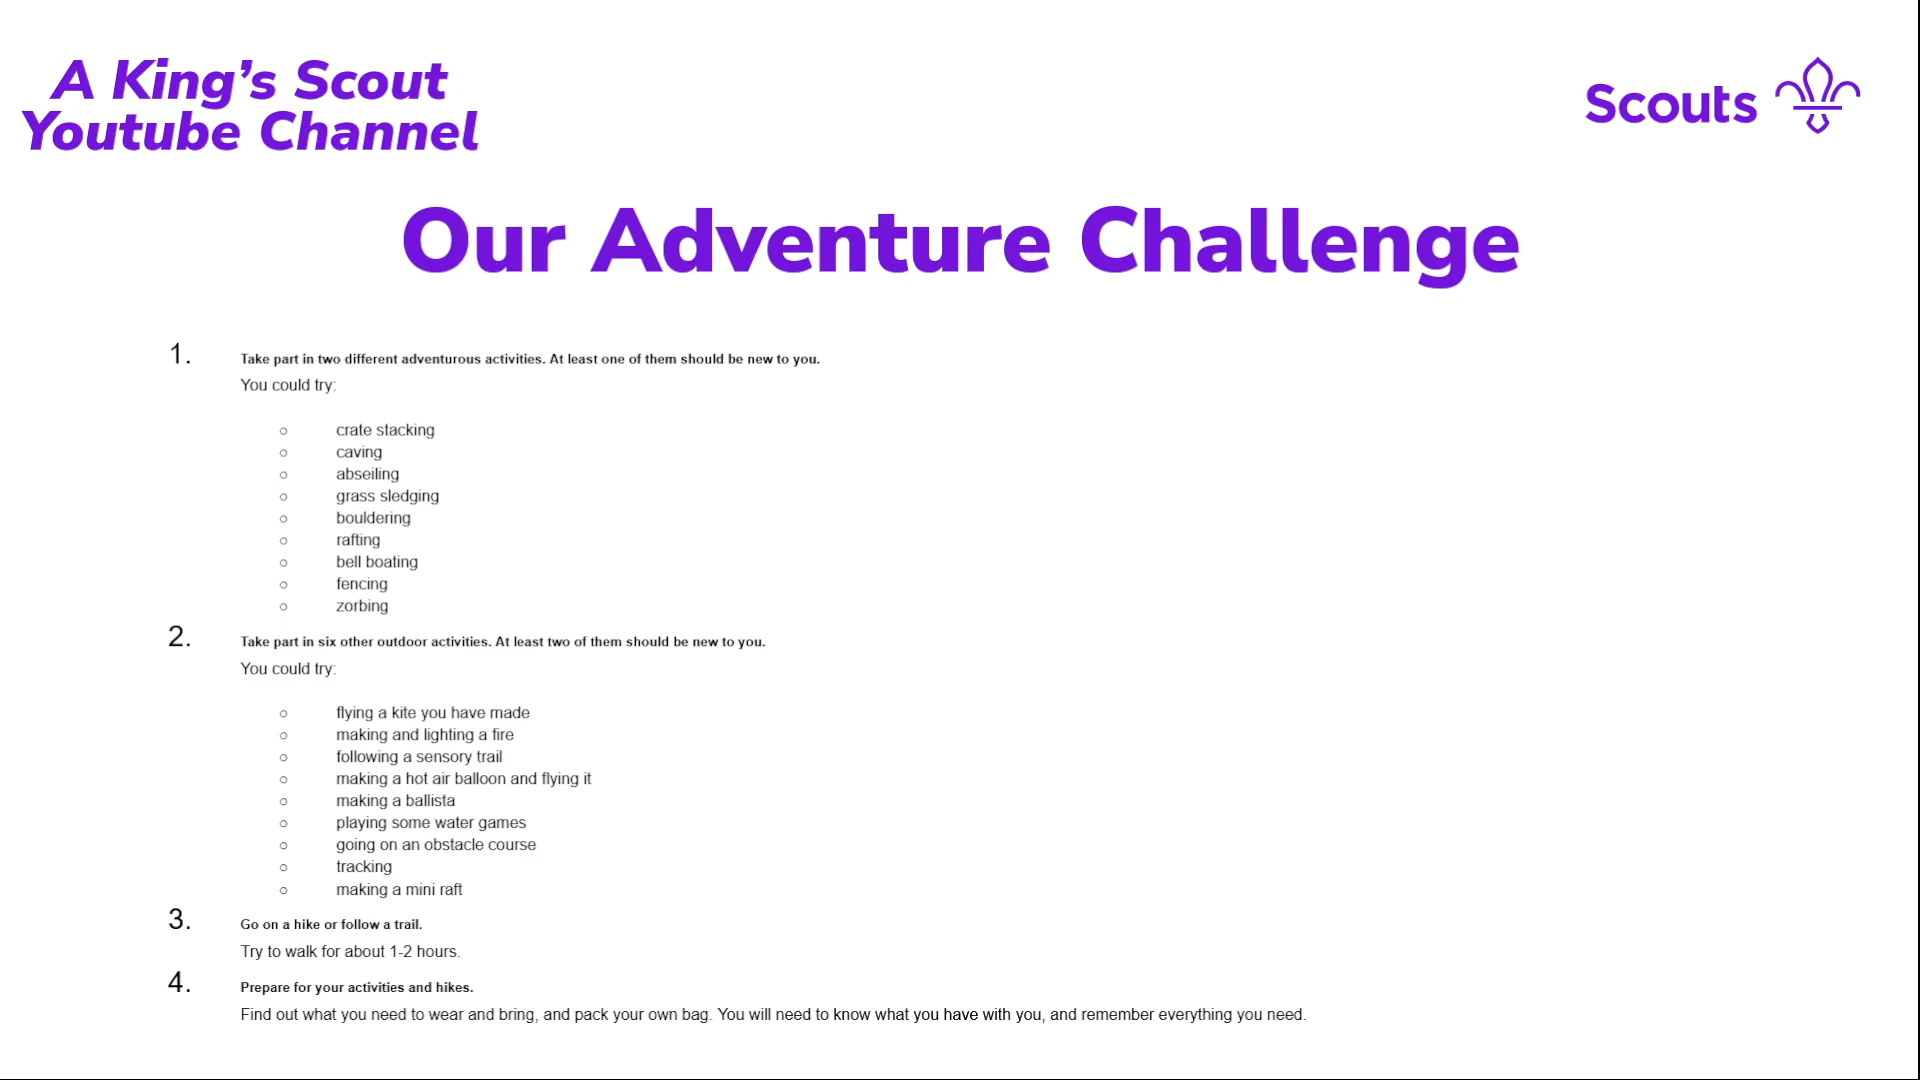 A King's Scout
Youtube Channel
Scouts
Our Adventure Challenge
1. Take part in two different adventurous activities. At least one of them should be new to you.
You could try:
○ crate stacking
○ caving
○ abseiling
○ grass sledging
○ bouldering
○ rafting
○ bell boating
○ fencing
○ zorbing
2. Take part in six other outdoor activities. At least two of them should be new to you.
You could try:
○ flying a kite you have made
○ making and lighting a fire
○ following a sensory trail
○ making a hot air balloon and flying it
○ making a ballista
○ playing some water games
○ going on an obstacle course
○ tracking
○ making a mini raft
3. Go on a hike or follow a trail.
Try to walk for about 1-2 hours.
4. Prepare for your activities and hikes.
Find out what you need to wear and bring, and pack your own bag. You will need to know what you have with you, and remember everything you need.